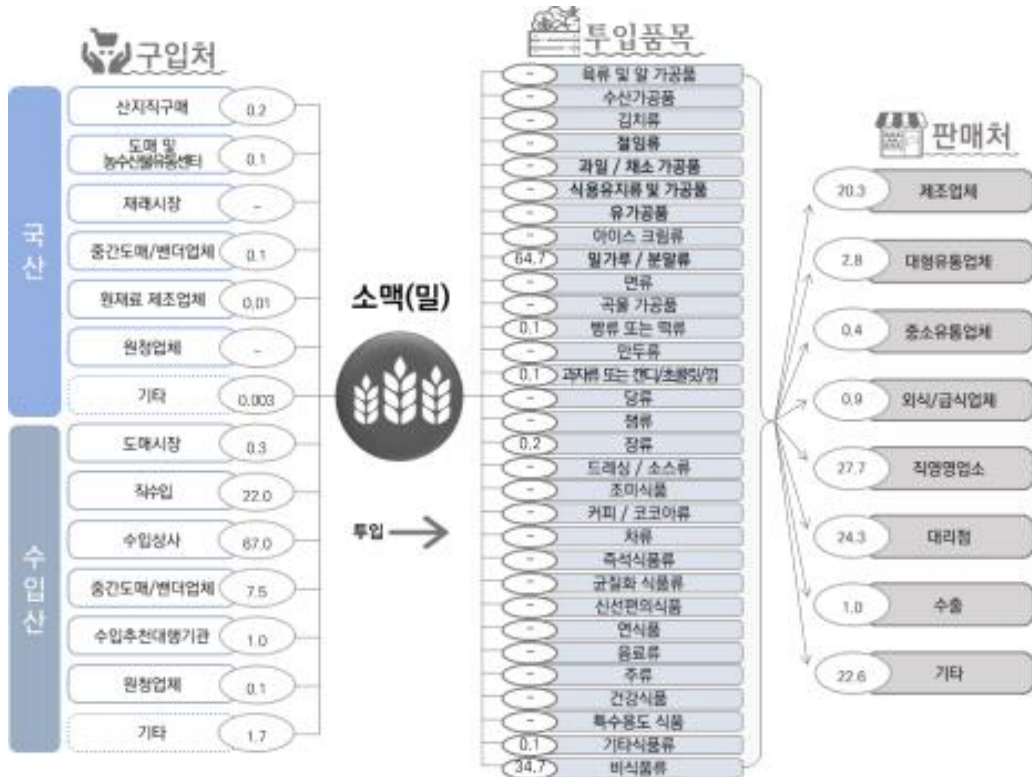 구입처
국산
산지직구매 0.2
도매 및
농수산물유통센터 0.1
재래시장 -
중간도매/밴더업체 0.1
원재료 제조업체 0.01
원청업체 -
기타 0.003
수입산
도매시장 0.3
직수입 22.0
수입상사 67.0
중간도매/밴더업체 7.5
수입추천대행기관 1.0
원청업체 0.1
기타 1.7
소맥(밀)
투입
투입품목
- 육류 및 알 가공품
- 수산가공품
- 김치류
- 절임류
- 과일 / 채소 가공품
- 식용유지류 및 가공품
- 유가공품
- 아이스 크림류
64.7 밀가루 / 분말류
- 면류
- 곡물 가공품
0.1 빵류 또는 떡류
- 만두류
0.1 과자류 또는 캔디/초콜릿/껌
- 당류
- 잼류
0.2 장류
- 드레싱 / 소스류
- 조미식품
- 커피 / 코코아류
- 차류
- 즉석식품류
- 균질화 식품류
- 신선편의식품
- 연식품
- 음료류
- 주류
- 건강식품
- 특수용도 식품
0.1 기타식품류
34.7 비식품류
판매처
20.3 제조업체
2.8 대형유통업체
0.4 중소유통업체
0.9 외식/급식업체
27.7 직영영업소
24.3 대리점
1.0 수출
22.6 기타